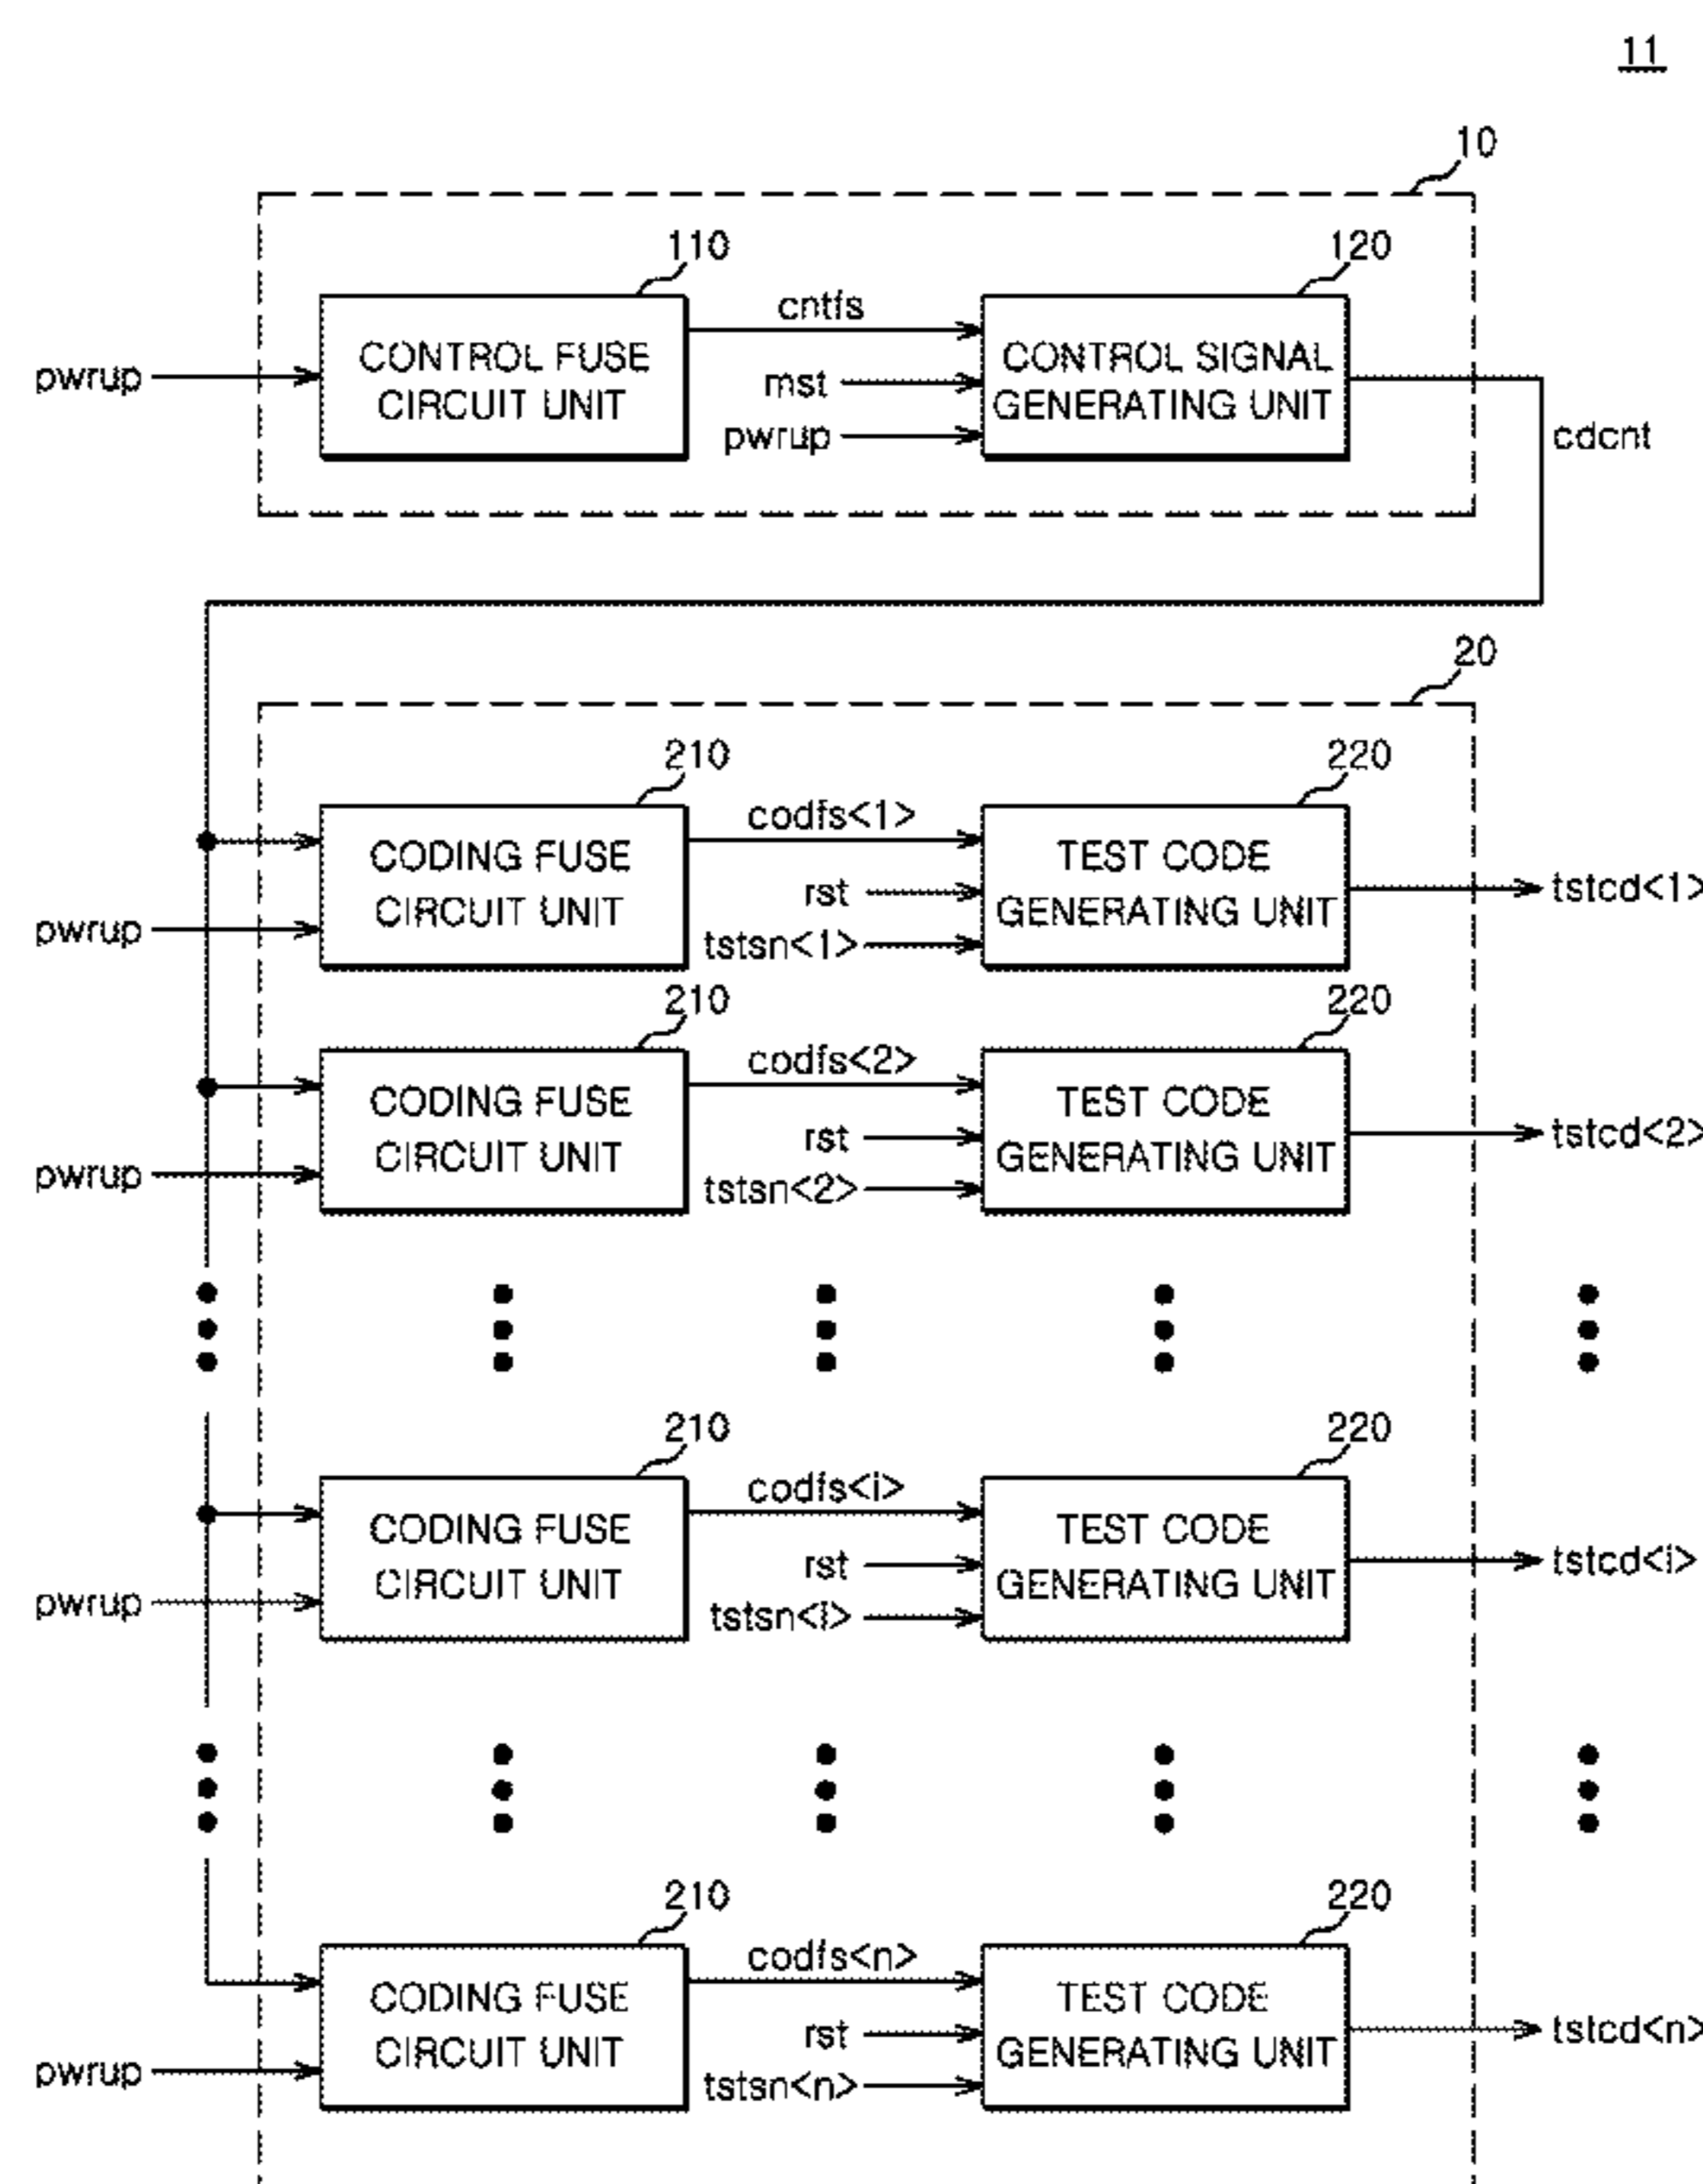 11
10
110
120
cntfs
CONTROL FUSE
CIRCUIT UNIT
CONTROL SIGNAL
GENERATING UNIT
pwrup
mst
pwrup
cdcnt
20
210
220
codfs<1>
CODING FUSE
CIRCUIT UNIT
TEST CODE
GENERATING UNIT
rst
tstcd<1>
pwrup
tstsn<1>
210
220
codfs<2>
CODING FUSE
CIRCUIT UNIT
TEST CODE
GENERATING UNIT
rst
tstcd<2>
pwrup
tstsn<2>
210
220
codfs<i>
CODING FUSE
CIRCUIT UNIT
TEST CODE
GENERATING UNIT
rst
tstcd<i>
pwrup
tstsn<i>
210
220
codfs<n>
CODING FUSE
CIRCUIT UNIT
TEST CODE
GENERATING UNIT
rst
tstcd<n>
pwrup
tstsn<n>